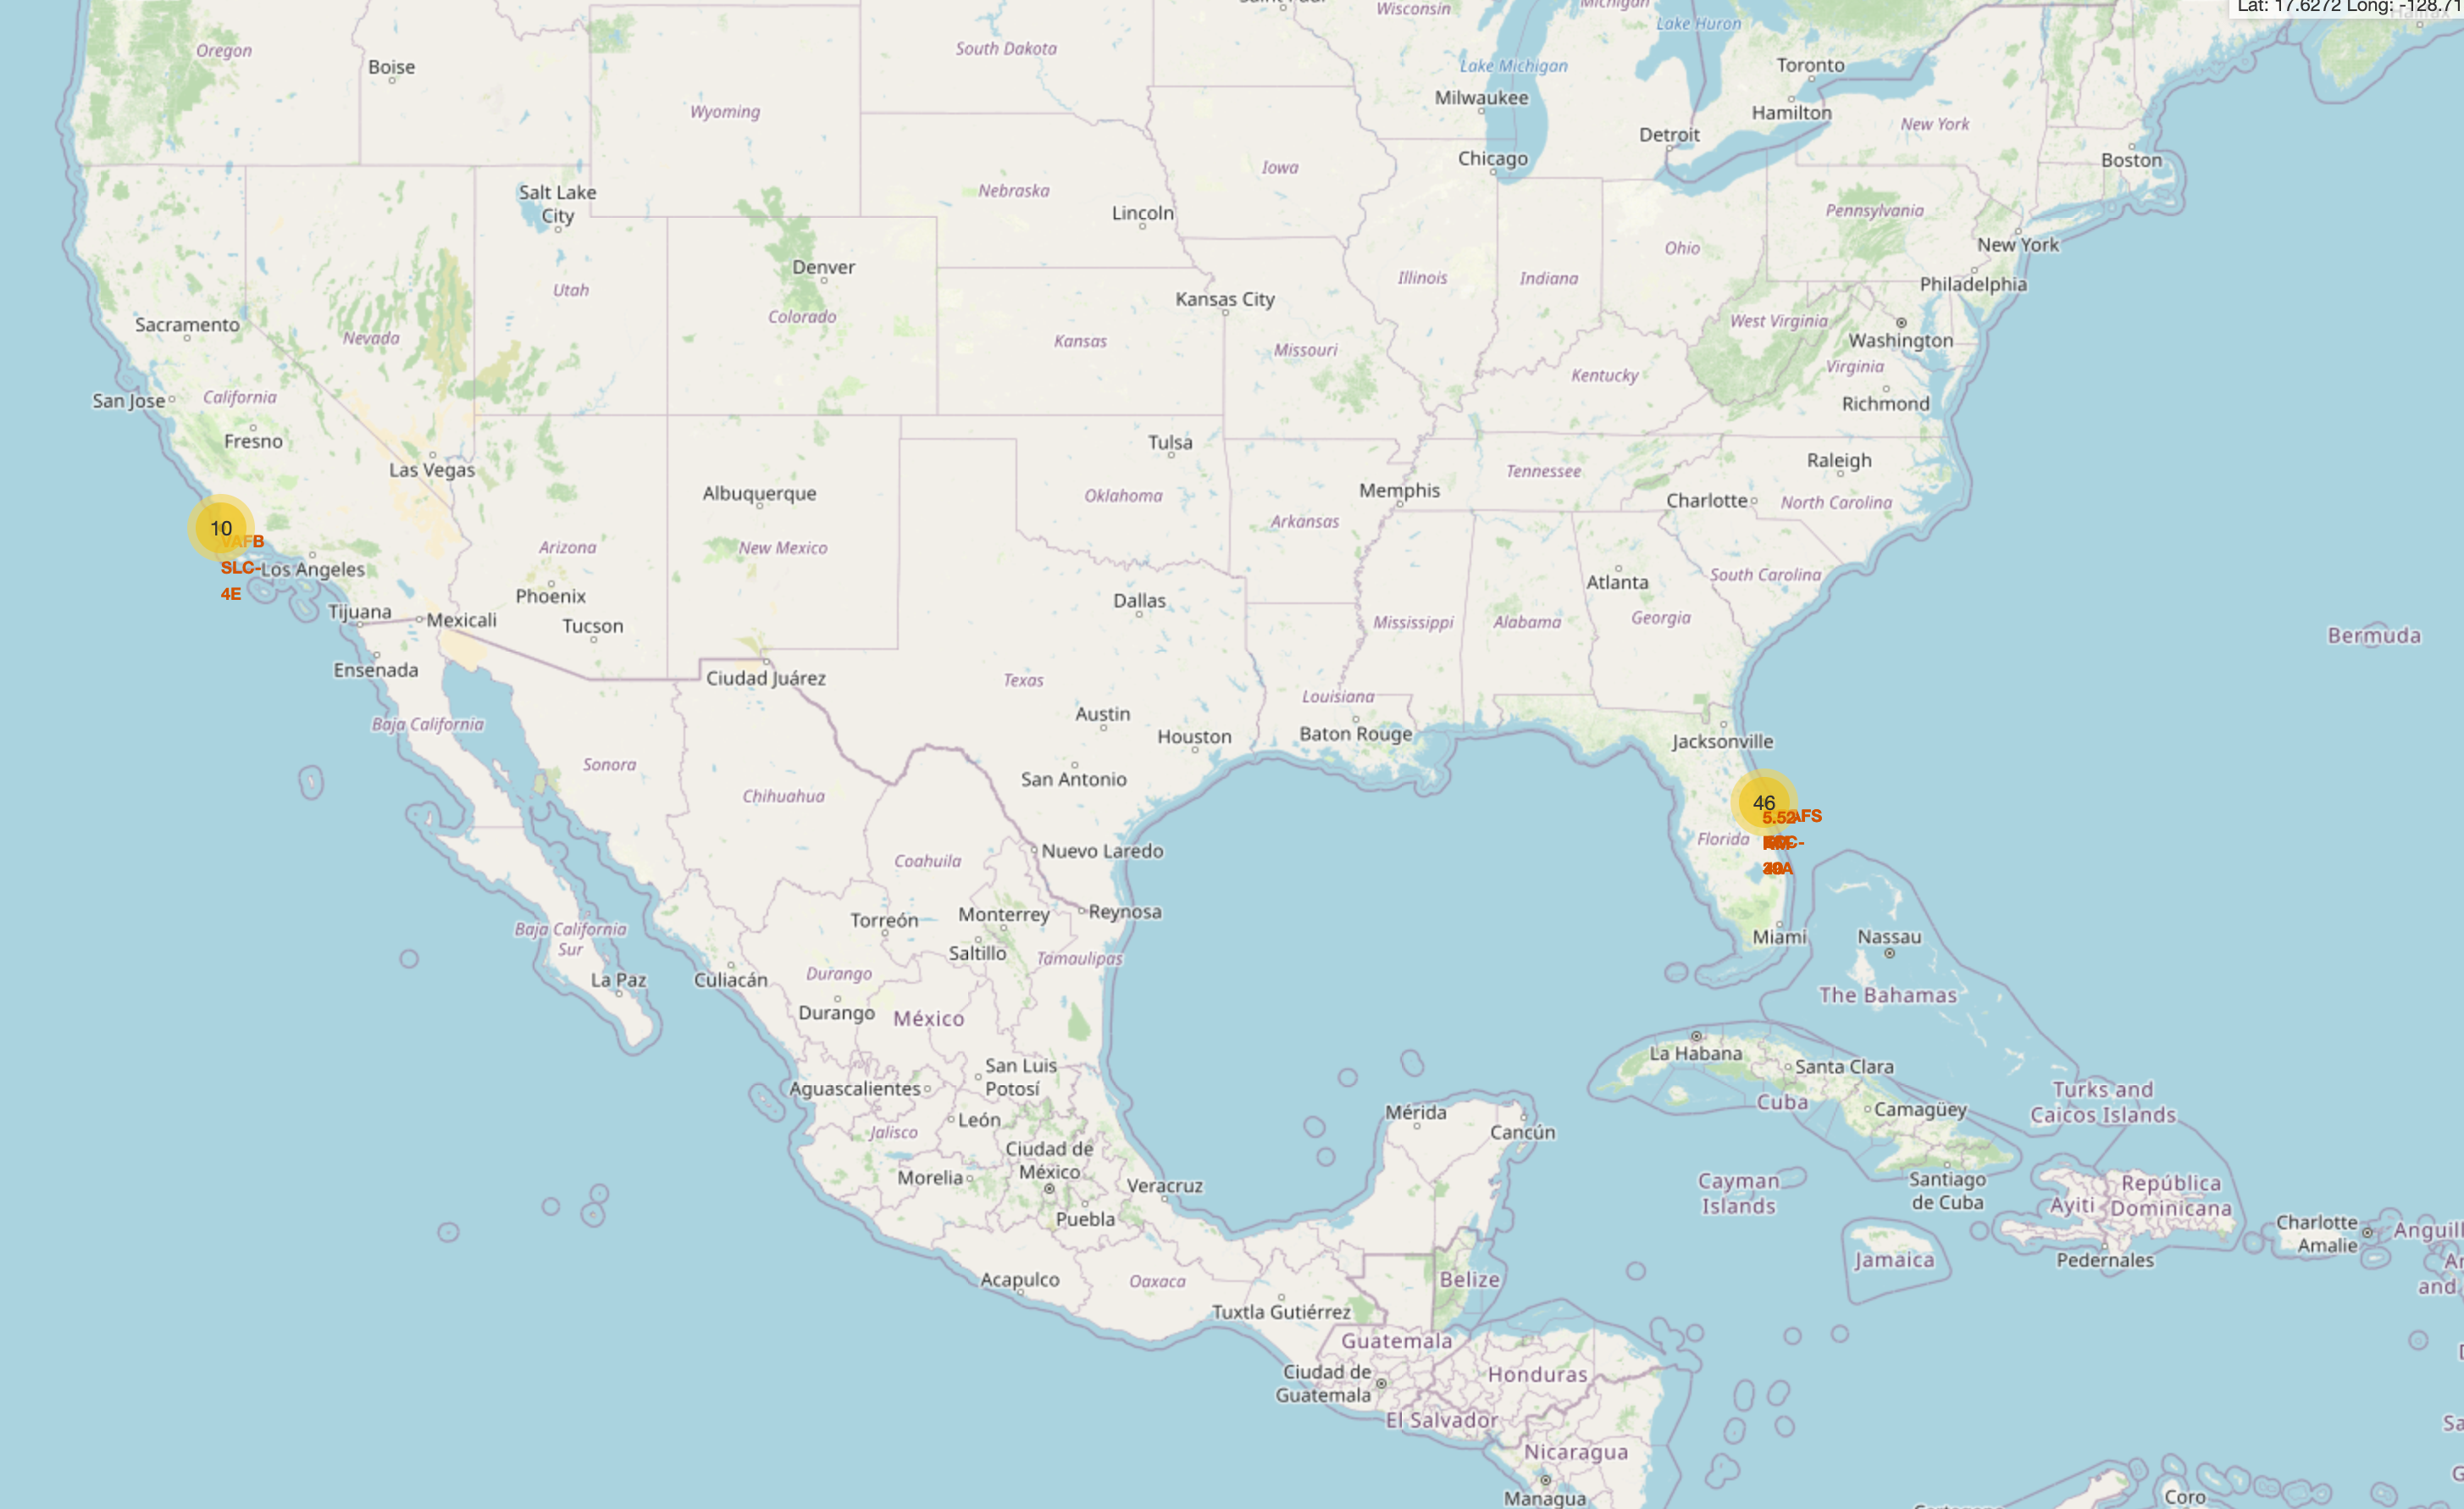 Lat: 17.6272 Long: -128.71
Wisconsin
Michigan
Lake Huron
Oregon
Boise
South Dakota
Lake Michigan
Toronto
Milwaukee
Hamilton
Wyoming
Detroit
New York
Chicago
Boston
Iowa
Nebraska
Salt Lake
City
Lincoln
Pennsylvania
New York
Ohio
Denver
Illinois
Indiana
Philadelphia
Utah
Kansas City
Colorado
Sacramento
West Virginia
Nevada
Kansas
Missouri
Washington
Virginia
Kentucky
San Jose
California
Richmond
Fresno
Tulsa
Las Vegas
Tennessee
Raleigh
Albuquerque
Oklahoma
Memphis
Charlotte
North Carolina
10
Arkansas
VAFB
SLC-
4E
Arizona
New Mexico
Los Angeles
Atlanta
South Carolina
Phoenix
Dallas
Tijuana
Mexicali
Tucson
Mississippi
Alabama
Georgia
Bermuda
Ensenada
Ciudad Juárez
Texas
Louisiana
Baja California
Austin
Houston
Baton Rouge
Jacksonville
Sonora
San Antonio
Chihuahua
46
5.52
Florida
Coahuila
Nuevo Laredo
Torreón
Monterrey
Reynosa
Baja California
Sur
Saltillo
Tamaulipas
Miami
Nassau
La Paz
Culiacán
Durango
The Bahamas
Durango
México
La Habana
Santa Clara
San Luis
Potosí
Aguascalientes
Turks and
Caicos Islands
Cuba
Camagüey
León
Mérida
Cancún
Jalisco
Ciudad de
México
Morelia
Veracruz
Cayman
Islands
Santiago
de Cuba
República
Dominicana
Ayiti
Puebla
Charlotte
Amalie
Jamaica
Pedernales
Acapulco
Oaxaca
Belize
Tuxtla Gutiérrez
Guatemala
Ciudad de
Guatemala
Honduras
El Salvador
Nicaragua
Managua
Coro